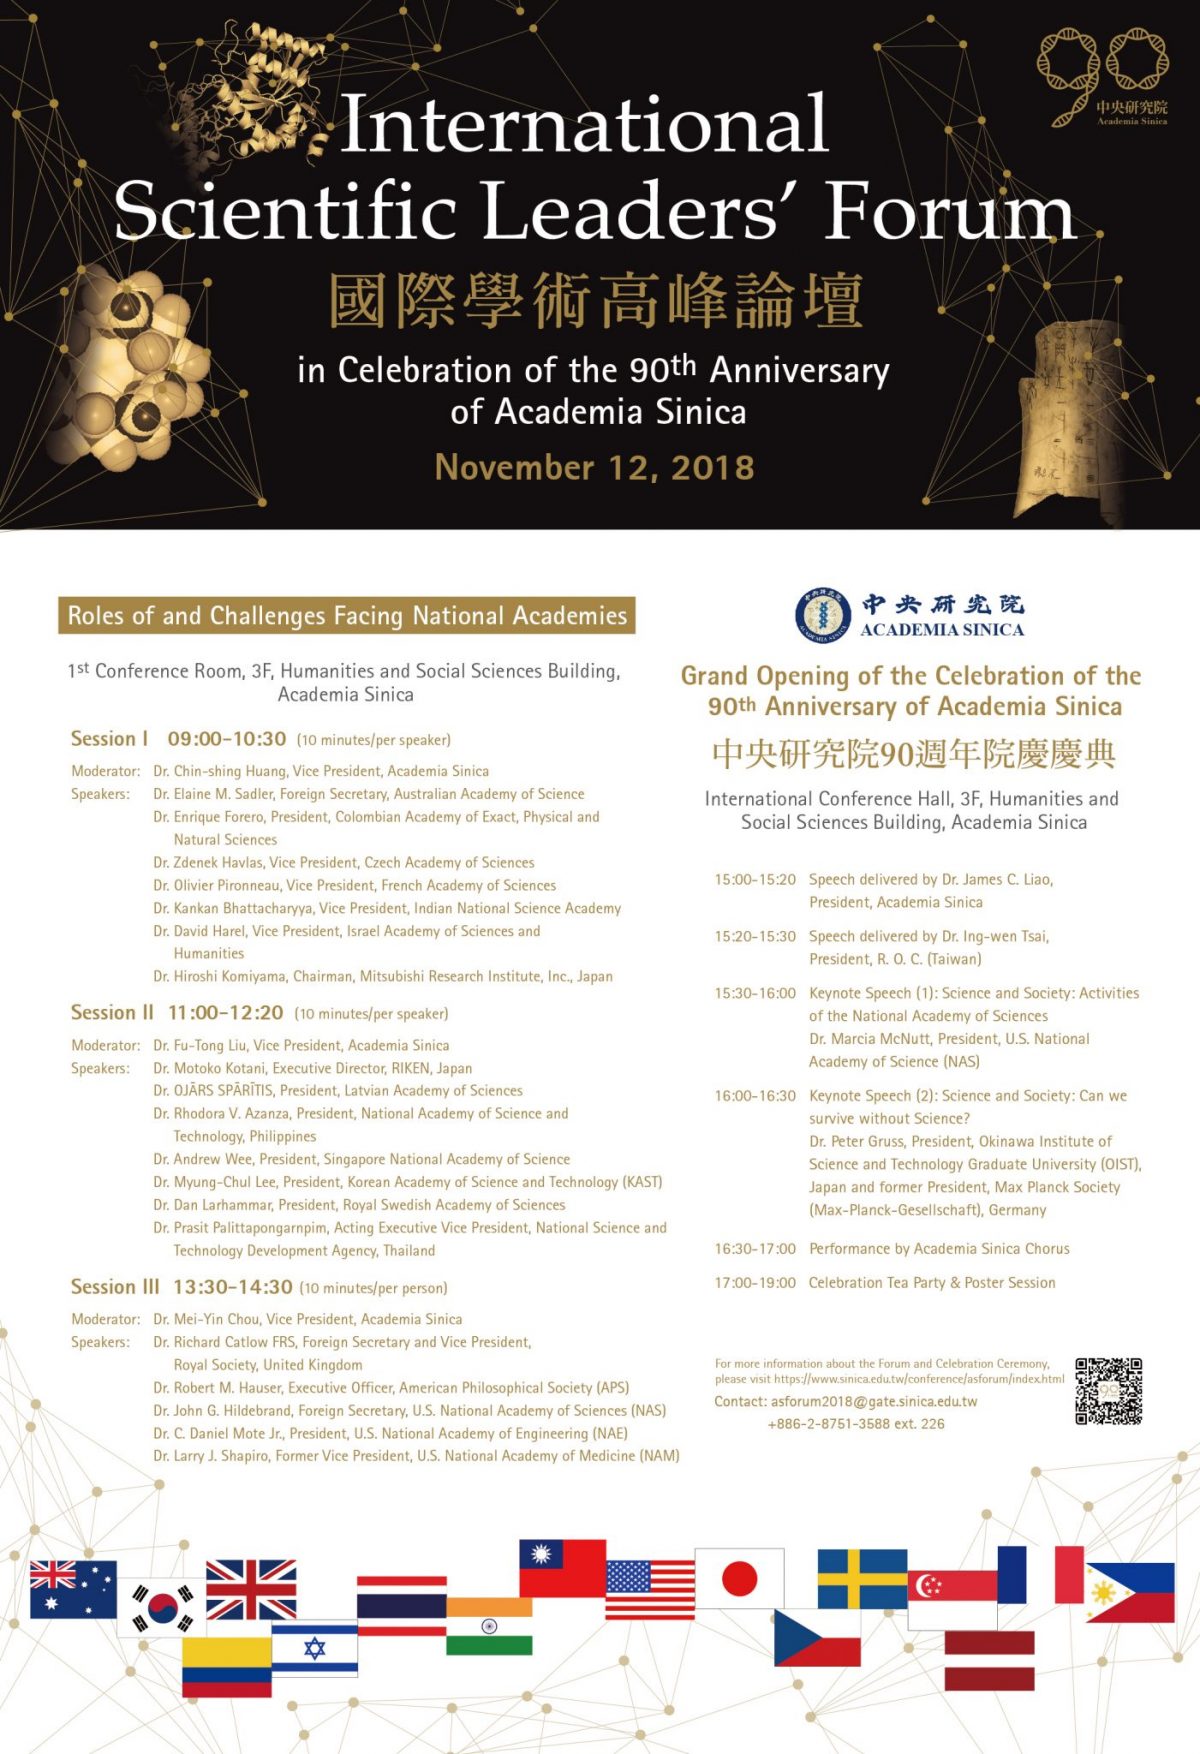 90
中央研究院
Academia Sinica
International
Scientific Leaders’ Forum
國際學術高峰論壇
in Celebration of the 90th Anniversary
of Academia Sinica
November 12, 2018
Roles of and Challenges Facing National Academies
1st Conference Room, 3F, Humanities and Social Sciences Building,
Academia Sinica
Session I 09:00-10:30 (10 minutes/per speaker)
Moderator: Dr. Chin-shing Huang, Vice President, Academia Sinica
Speakers: Dr. Elaine M. Sadler, Foreign Secretary, Australian Academy of Science
Dr. Enrique Forero, President, Colombian Academy of Exact, Physical and
Natural Sciences
Dr. Zdenek Havlas, Vice President, Czech Academy of Sciences
Dr. Olivier Pironneau, Vice President, French Academy of Sciences
Dr. Kankan Bhattacharyya, Vice President, Indian National Science Academy
Dr. David Harel, Vice President, Israel Academy of Sciences and
Humanities
Dr. Hiroshi Komiyama, Chairman, Mitsubishi Research Institute, Inc., Japan
Session II 11:00-12:20 (10 minutes/per speaker)
Moderator: Dr. Fu-Tong Liu, Vice President, Academia Sinica
Speakers: Dr. Motoko Kotani, Executive Director, RIKEN, Japan
Dr. OJĀRS SPĀRĪTIS, President, Latvian Academy of Sciences
Dr. Rhodora V. Azanza, President, National Academy of Science and
Technology, Philippines
Dr. Andrew Wee, President, Singapore National Academy of Science
Dr. Myung-Chul Lee, President, Korean Academy of Science and Technology (KAST)
Dr. Dan Larhammar, President, Royal Swedish Academy of Sciences
Dr. Prasit Palittapongarnpim, Acting Executive Vice President, National Science and
Technology Development Agency, Thailand
Session III 13:30-14:30 (10 minutes/per person)
Moderator: Dr. Mei-Yin Chou, Vice President, Academia Sinica
Speakers: Dr. Richard Catlow FRS, Foreign Secretary and Vice President,
Royal Society, United Kingdom
Dr. Robert M. Hauser, Executive Officer, American Philosophical Society (APS)
Dr. John G. Hildebrand, Foreign Secretary, U.S. National Academy of Sciences (NAS)
Dr. C. Daniel Mote Jr., President, U.S. National Academy of Engineering (NAE)
Dr. Larry J. Shapiro, Former Vice President, U.S. National Academy of Medicine (NAM)
中央研究院
ACADEMIA SINICA
Grand Opening of the Celebration of the
90th Anniversary of Academia Sinica
中央研究院90週年院慶慶典
International Conference Hall, 3F, Humanities and
Social Sciences Building, Academia Sinica
15:00-15:20 Speech delivered by Dr. James C. Liao,
President, Academia Sinica
15:20-15:30 Speech delivered by Dr. Ing-wen Tsai,
President, R. O. C. (Taiwan)
15:30-16:00 Keynote Speech (1): Science and Society: Activities
of the National Academy of Sciences
Dr. Marcia McNutt, President, U.S. National
Academy of Science (NAS)
16:00-16:30 Keynote Speech (2): Science and Society: Can we
survive without Science?
Dr. Peter Gruss, President, Okinawa Institute of
Science and Technology Graduate University (OIST),
Japan and former President, Max Planck Society
(Max-Planck-Gesellschaft), Germany
16:30-17:00 Performance by Academia Sinica Chorus
17:00-19:00 Celebration Tea Party & Poster Session
For more information about the Forum and Celebration Ceremony,
please visit https://www.sinica.edu.tw/conference/asforum/index.html
Contact: asforum2018@gate.sinica.edu.tw
+886-2-8751-3588 ext. 226